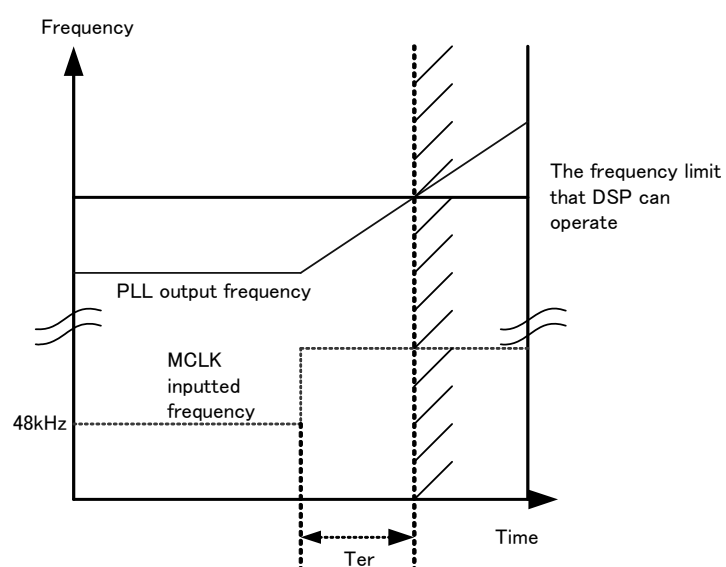 Frequency
The frequency limit
that DSP can
operate
PLL output frequency
MCLK
inputted
frequency
48kHz
Time
Ter